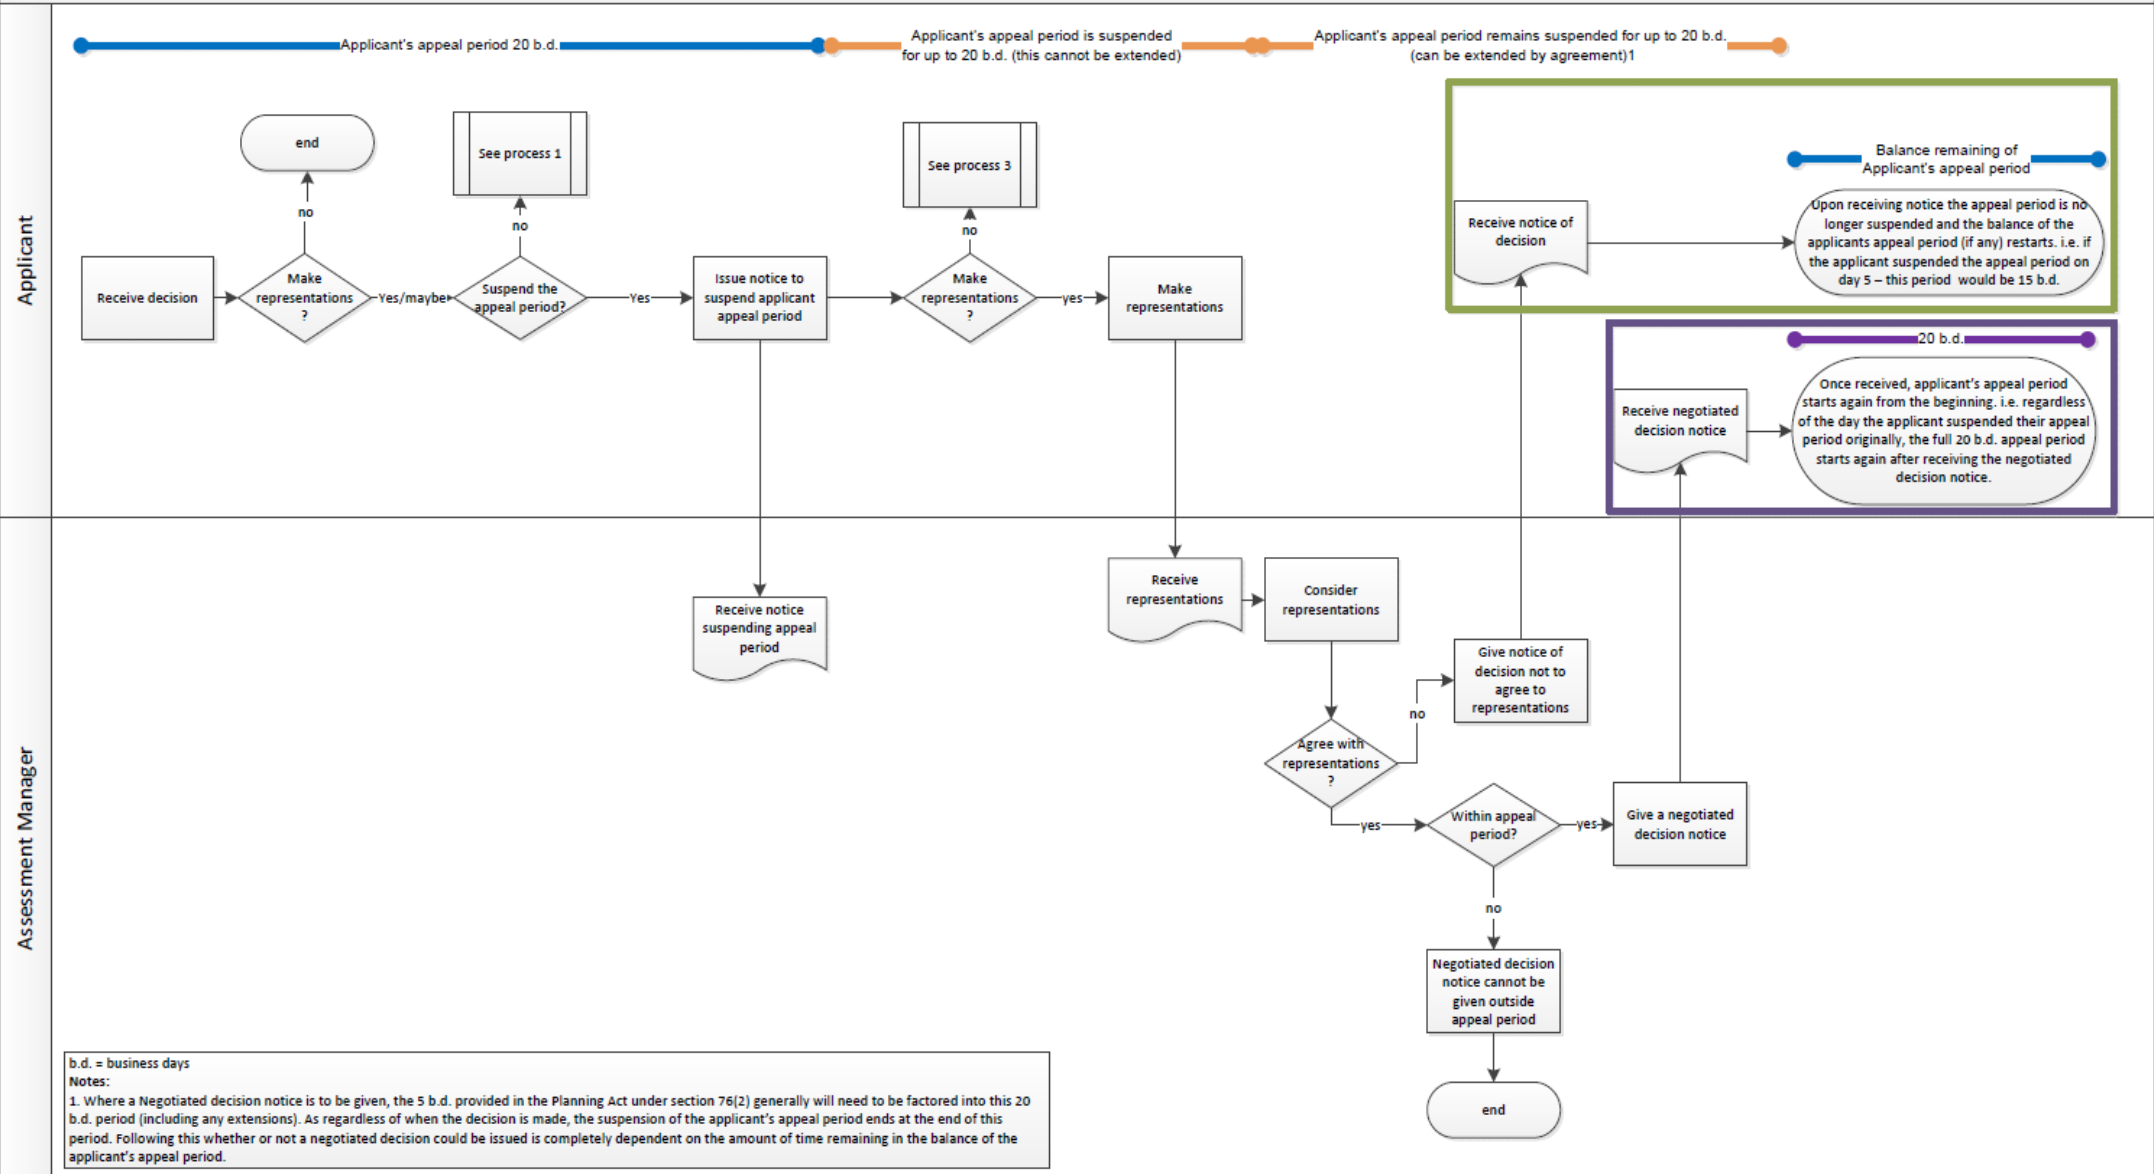 Applicant
Applicant's appeal period 20 b.d.
Applicant's appeal period is suspended
for up to 20 b.d. (this cannot be extended)
Applicant's appeal period remains suspended for up to 20 b.d.
(can be extended by agreement)1
end
no
See process 1
no
See process 3
no
Receive decision
Make
representations
?
Yes/maybe
Suspend the
appeal period?
Yes
Issue notice to
suspend applicant
appeal period
Make
representations
?
yes
Make
representations
Receive notice of
decision
Balance remaining of
Applicant's appeal period
Upon receiving notice the appeal period is no
longer suspended and the balance of the
applicants appeal period (if any) restarts. i.e. if
the applicant suspended the appeal period on
day 5 – this period would be 15 b.d.
Receive negotiated
decision notice
20 b.d.
Once received, applicant's appeal period
starts again from the beginning. i.e. regardless
of the day the applicant suspended their appeal
period originally, the full 20 b.d. appeal period
starts again after receiving the negotiated
decision notice.
Assessment Manager
Receive notice
suspending appeal
period
Receive
representations
Consider
representations
Agree with
representations
?
no
Give notice of
decision not to
agree to
representations
yes
Within appeal
period?
yes
Give a negotiated
decision notice
no
Negotiated decision
notice cannot be
given outside
appeal period
end
b.d. = business days
Notes:
1. Where a Negotiated decision notice is to be given, the 5 b.d. provided in the Planning Act under section 76(2) generally will need to be factored into this 20
b.d. period (including any extensions). As regardless of when the decision is made, the suspension of the applicant's appeal period ends at the end of this
period. Following this whether or not a negotiated decision could be issued is completely dependent on the amount of time remaining in the balance of the
applicant's appeal period.